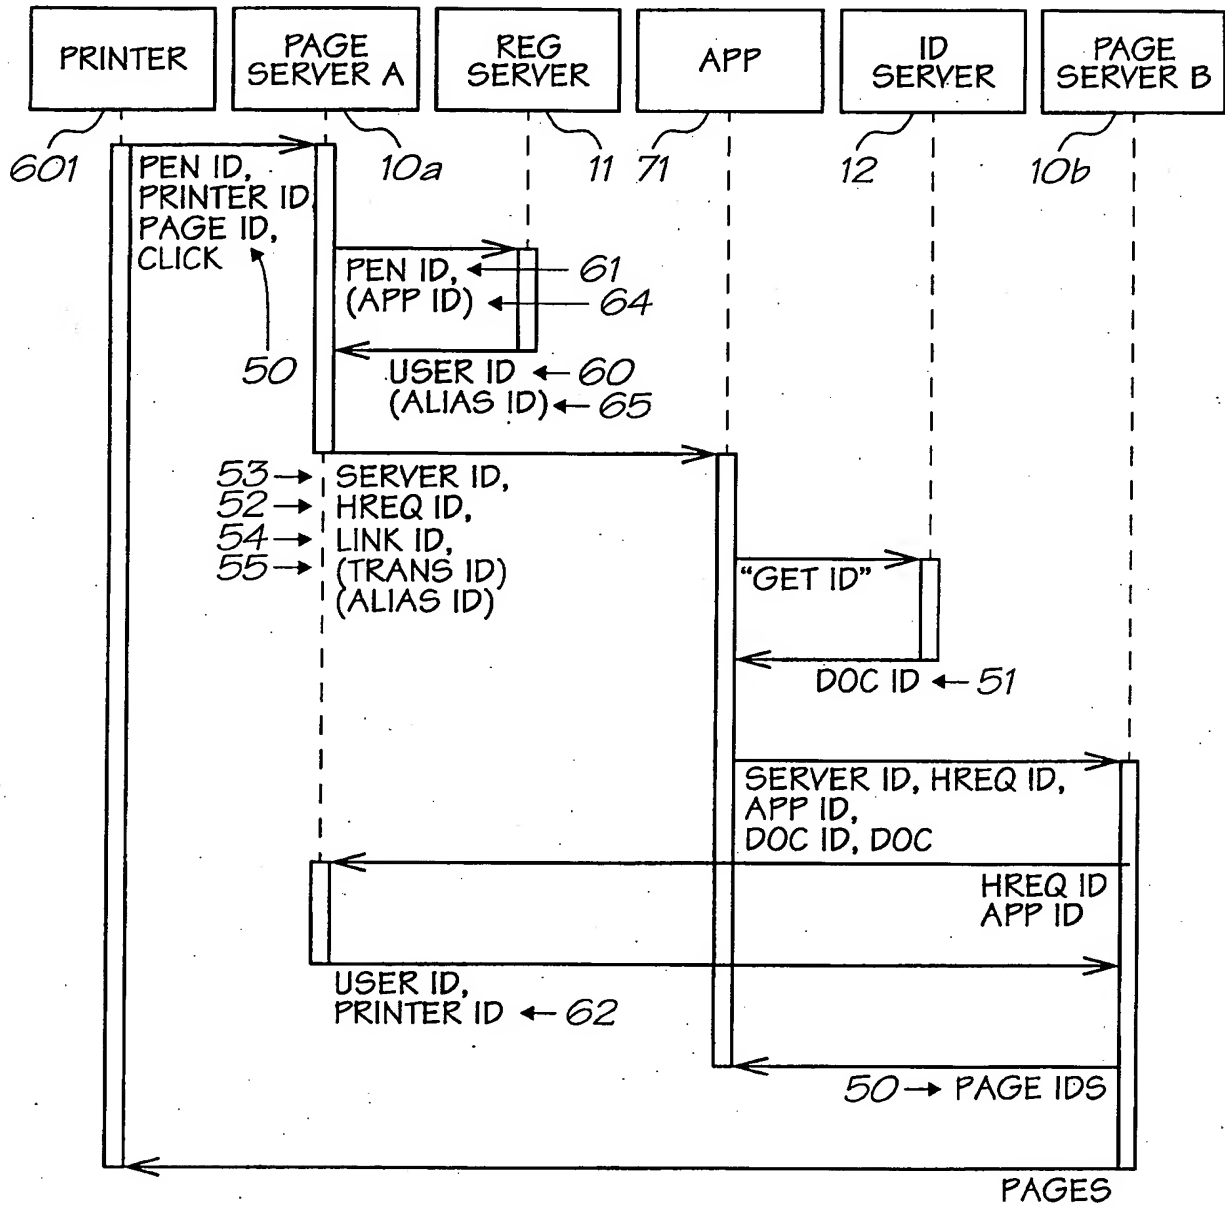 PRINTER
PAGE
SERVER A
REG
SERVER
APP
ID
SERVER
PAGE
SERVER B
601
10a
11
71
12
10b
PEN ID,
PRINTER ID,
PAGE ID,
CLICK
50
PEN ID,
61
(APP ID)
64
USER ID
60
(ALIAS ID)
65
53
SERVER ID,
52
HREQ ID,
54
LINK ID,
55
(TRANS ID)
(ALIAS ID)
"GET ID"
DOC ID
51
SERVER ID, HREQ ID,
APP ID,
DOC ID, DOC
HREQ ID
APP ID
USER ID,
PRINTER ID
62
50
PAGE IDS
PAGES